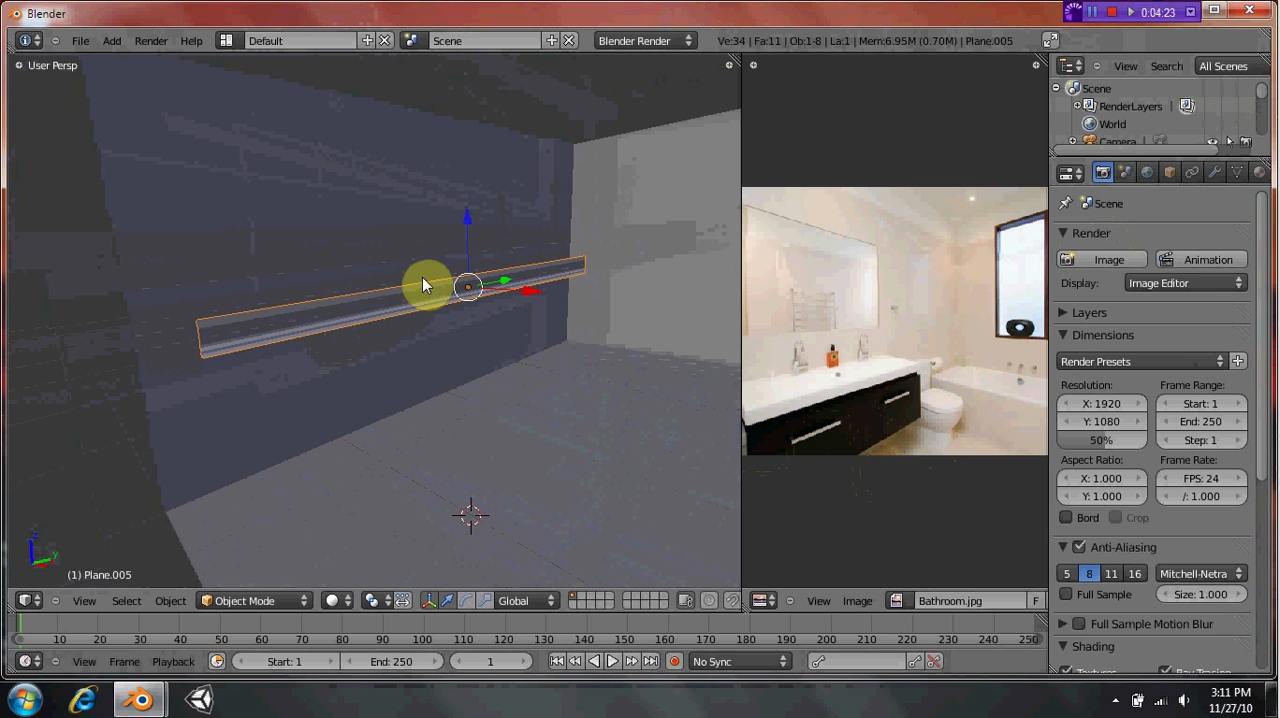 Blender
0:04:23
File Add Render Help Default Scene Blender Render Ve:34 | Fa:11 | Ob:1-8 | La:1 | Mem:6.95M (0.70M) | Plane.005
User Persp
View Search All Scenes
Scene
RenderLayers
World
Camera
Scene
Render
Image Animation
Display: Image Editor
Layers
Dimensions
Render Presets
Resolution: Frame Range:
X: 1920 Start: 1
Y: 1080 End: 250
50% Step: 1
Aspect Ratio: Frame Rate:
X: 1.000 FPS: 24
Y: 1.000 /: 1.000
Bord Crop
Anti-Aliasing
5 8 11 16 Mitchell-Netra
Full Sample Size: 1.000
Full Sample Motion Blur
Shading
z
y
(1) Plane.005
View Select Object Object Mode Global View Image Bathroom.jpg F
10 20 30 40 50 60 70 80 90 100 110 120 130 140 150 160 170 180 190 200 210 220 230 240 250
View Frame Playback Start: 1 End: 250 1 No Sync
3:11 PM
11/27/10